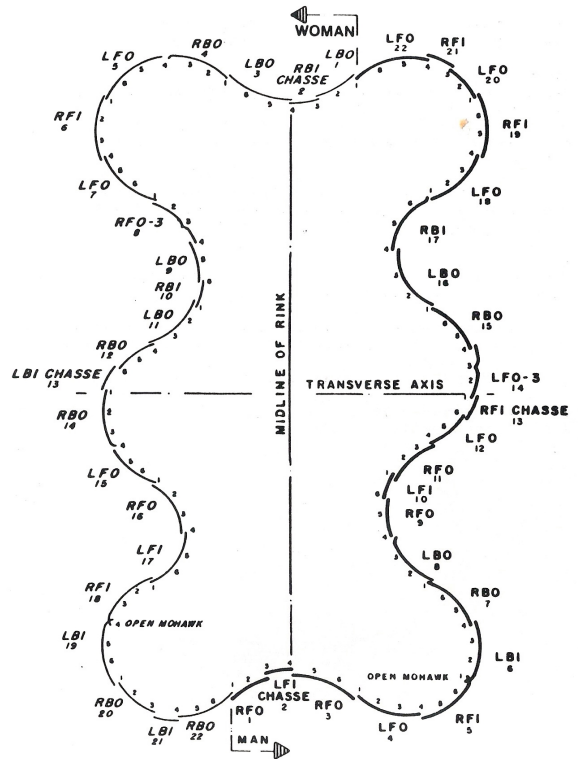 WOMAN
LBO
1
RBI
CHASSE
2
LBO
3
RBO
4
LFO
5
RFI
6
LFO
7
RFO-3
8
LBO
9
RBI
10
LBO
11
RBO
12
LBI CHASSE
13
RBO
14
LFO
15
RFO
16
LFI
17
RFI
18
4 OPEN MOHAWK
LBI
19
RBO
20
LBI
21
RBO
22
MIDLINE OF RINK
TRANSVERSE AXIS
LFO
22
RFI
21
LFO
20
RFI
19
LFO
18
RBI
17
LBO
16
RBO
15
LFO-3
14
RFI CHASSE
13
LFO
12
RFO
11
LFI
10
RFO
9
LBO
8
RBO
7
LBI
6
OPEN MOHAWK
RFI
5
LFO
4
RFO
3
LFI
CHASSE
2
RFO
1
MAN